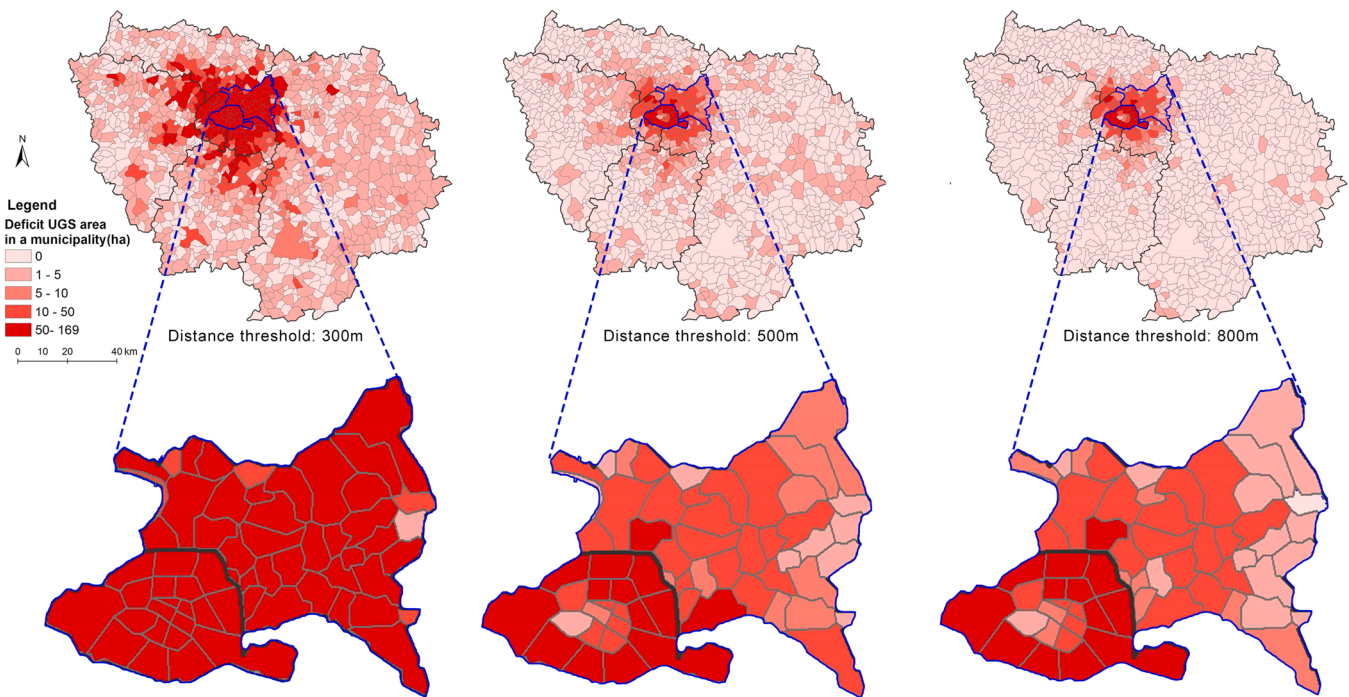 N
Legend
Deficit UGS area
in a municipality(ha)
0
1 - 5
5 - 10
10 - 50
50- 169
0 10 20 40 km
Distance threshold: 300m
Distance threshold: 500m
Distance threshold: 800m